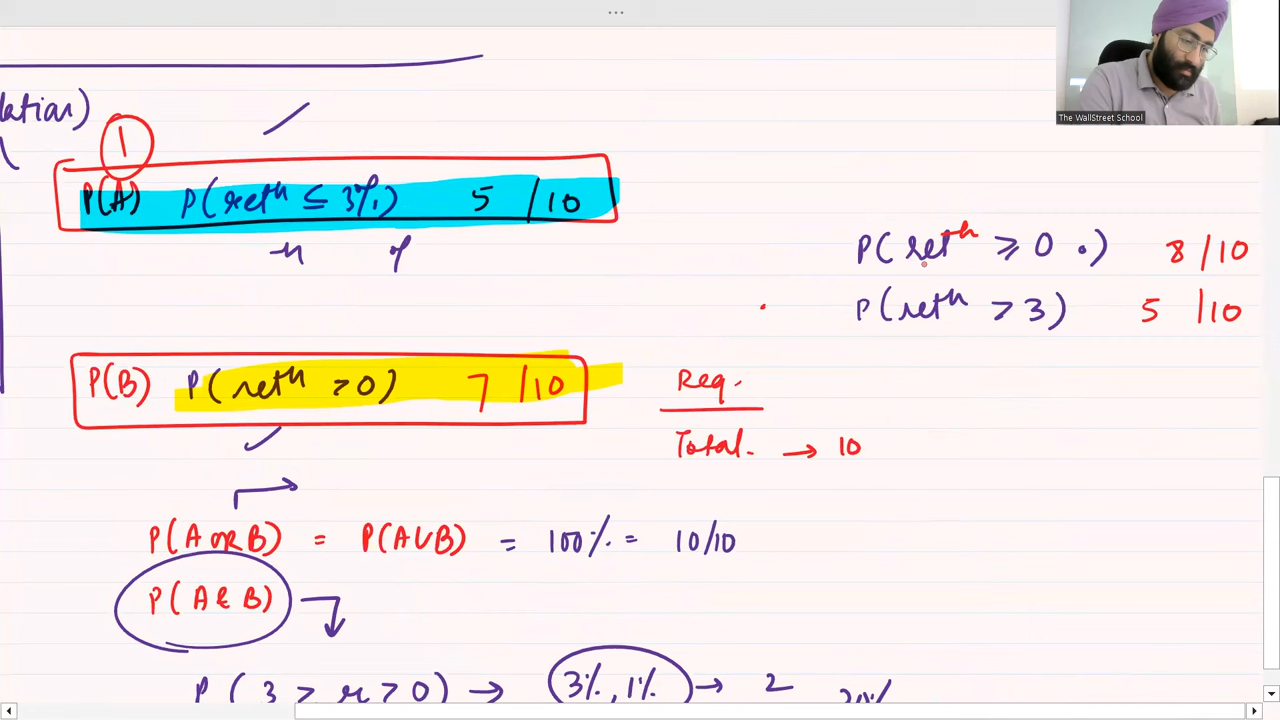 lation)
1
P(A) P(retn ≤ 3%) 5 /10
n %
P(retn ≥ 0 .) 8 /10
P(retn > 3) 5 /10
P(B) P(retn >0) 7 /10
Req.
Total. → 10
P(A or B) = P(A∪B) = 100% = 10/10
P(A & B)
P ( 3 > r > 0) → 3%, 1% → 2 20%
The WallStreet School